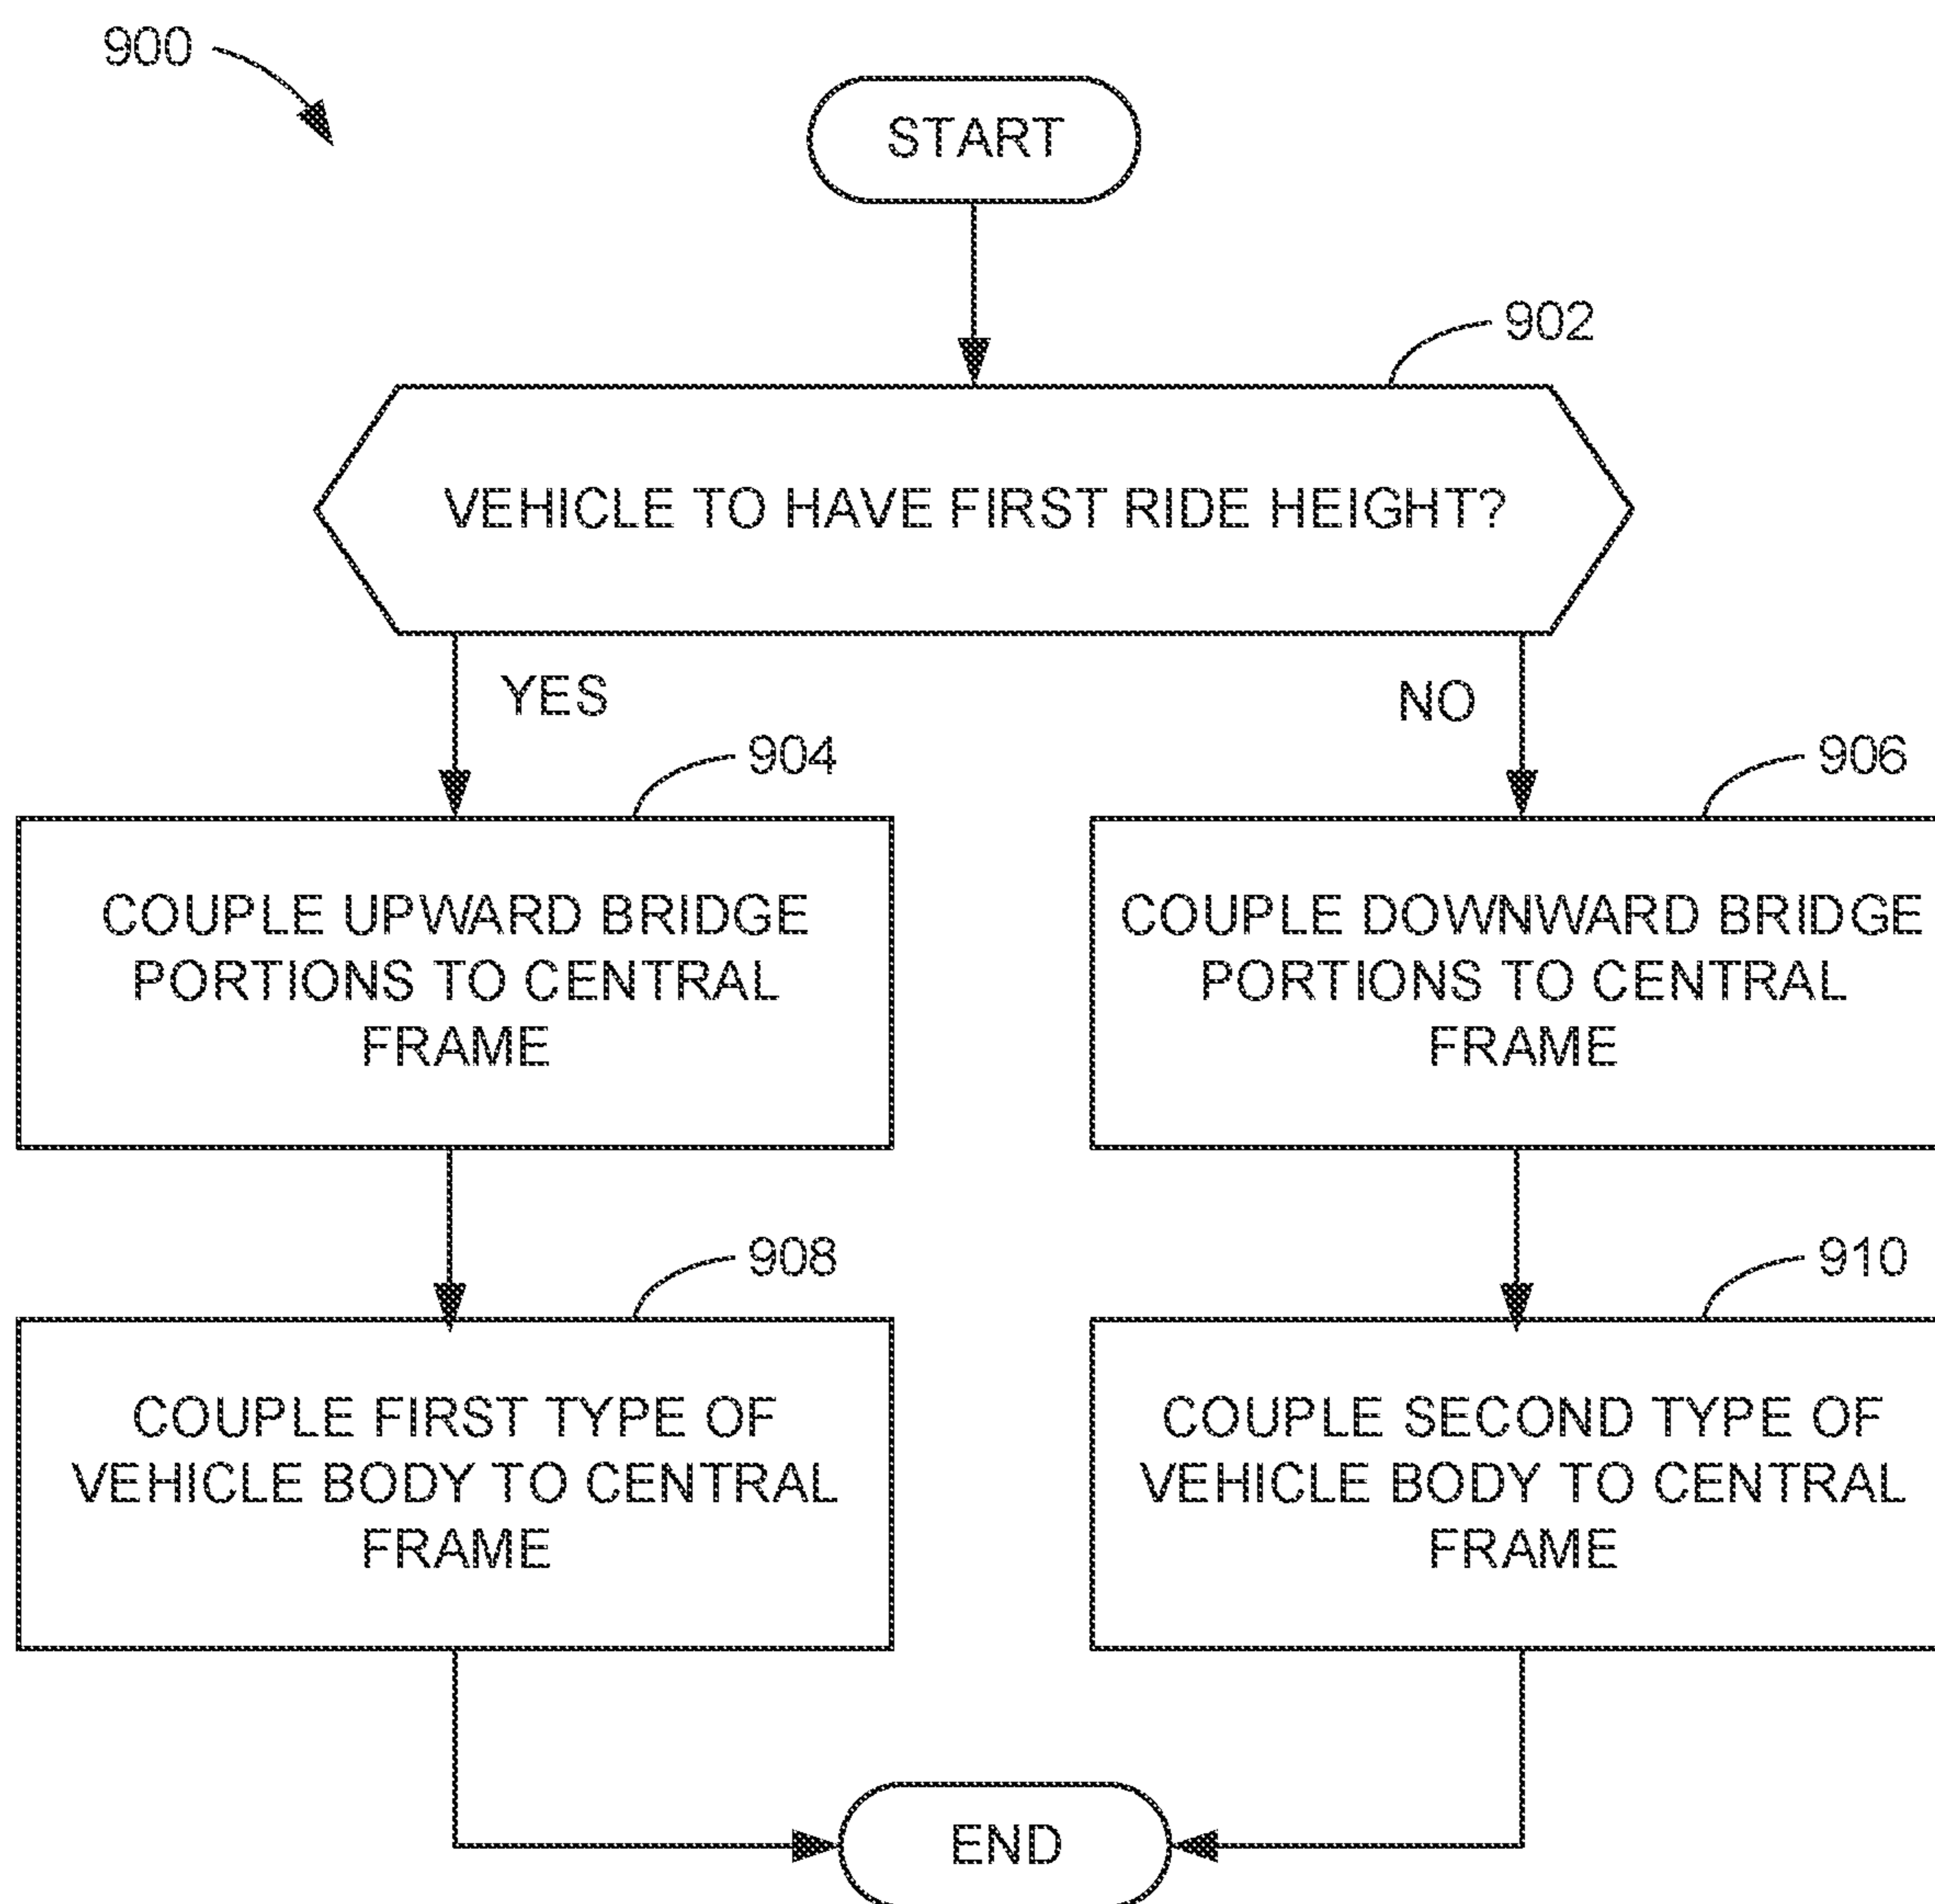 900
START
902
VEHICLE TO HAVE FIRST RIDE HEIGHT?
YES
NO
904
906
COUPLE UPWARD BRIDGE
PORTIONS TO CENTRAL
FRAME
COUPLE DOWNWARD BRIDGE
PORTIONS TO CENTRAL
FRAME
908
910
COUPLE FIRST TYPE OF
VEHICLE BODY TO CENTRAL
FRAME
COUPLE SECOND TYPE OF
VEHICLE BODY TO CENTRAL
FRAME
END